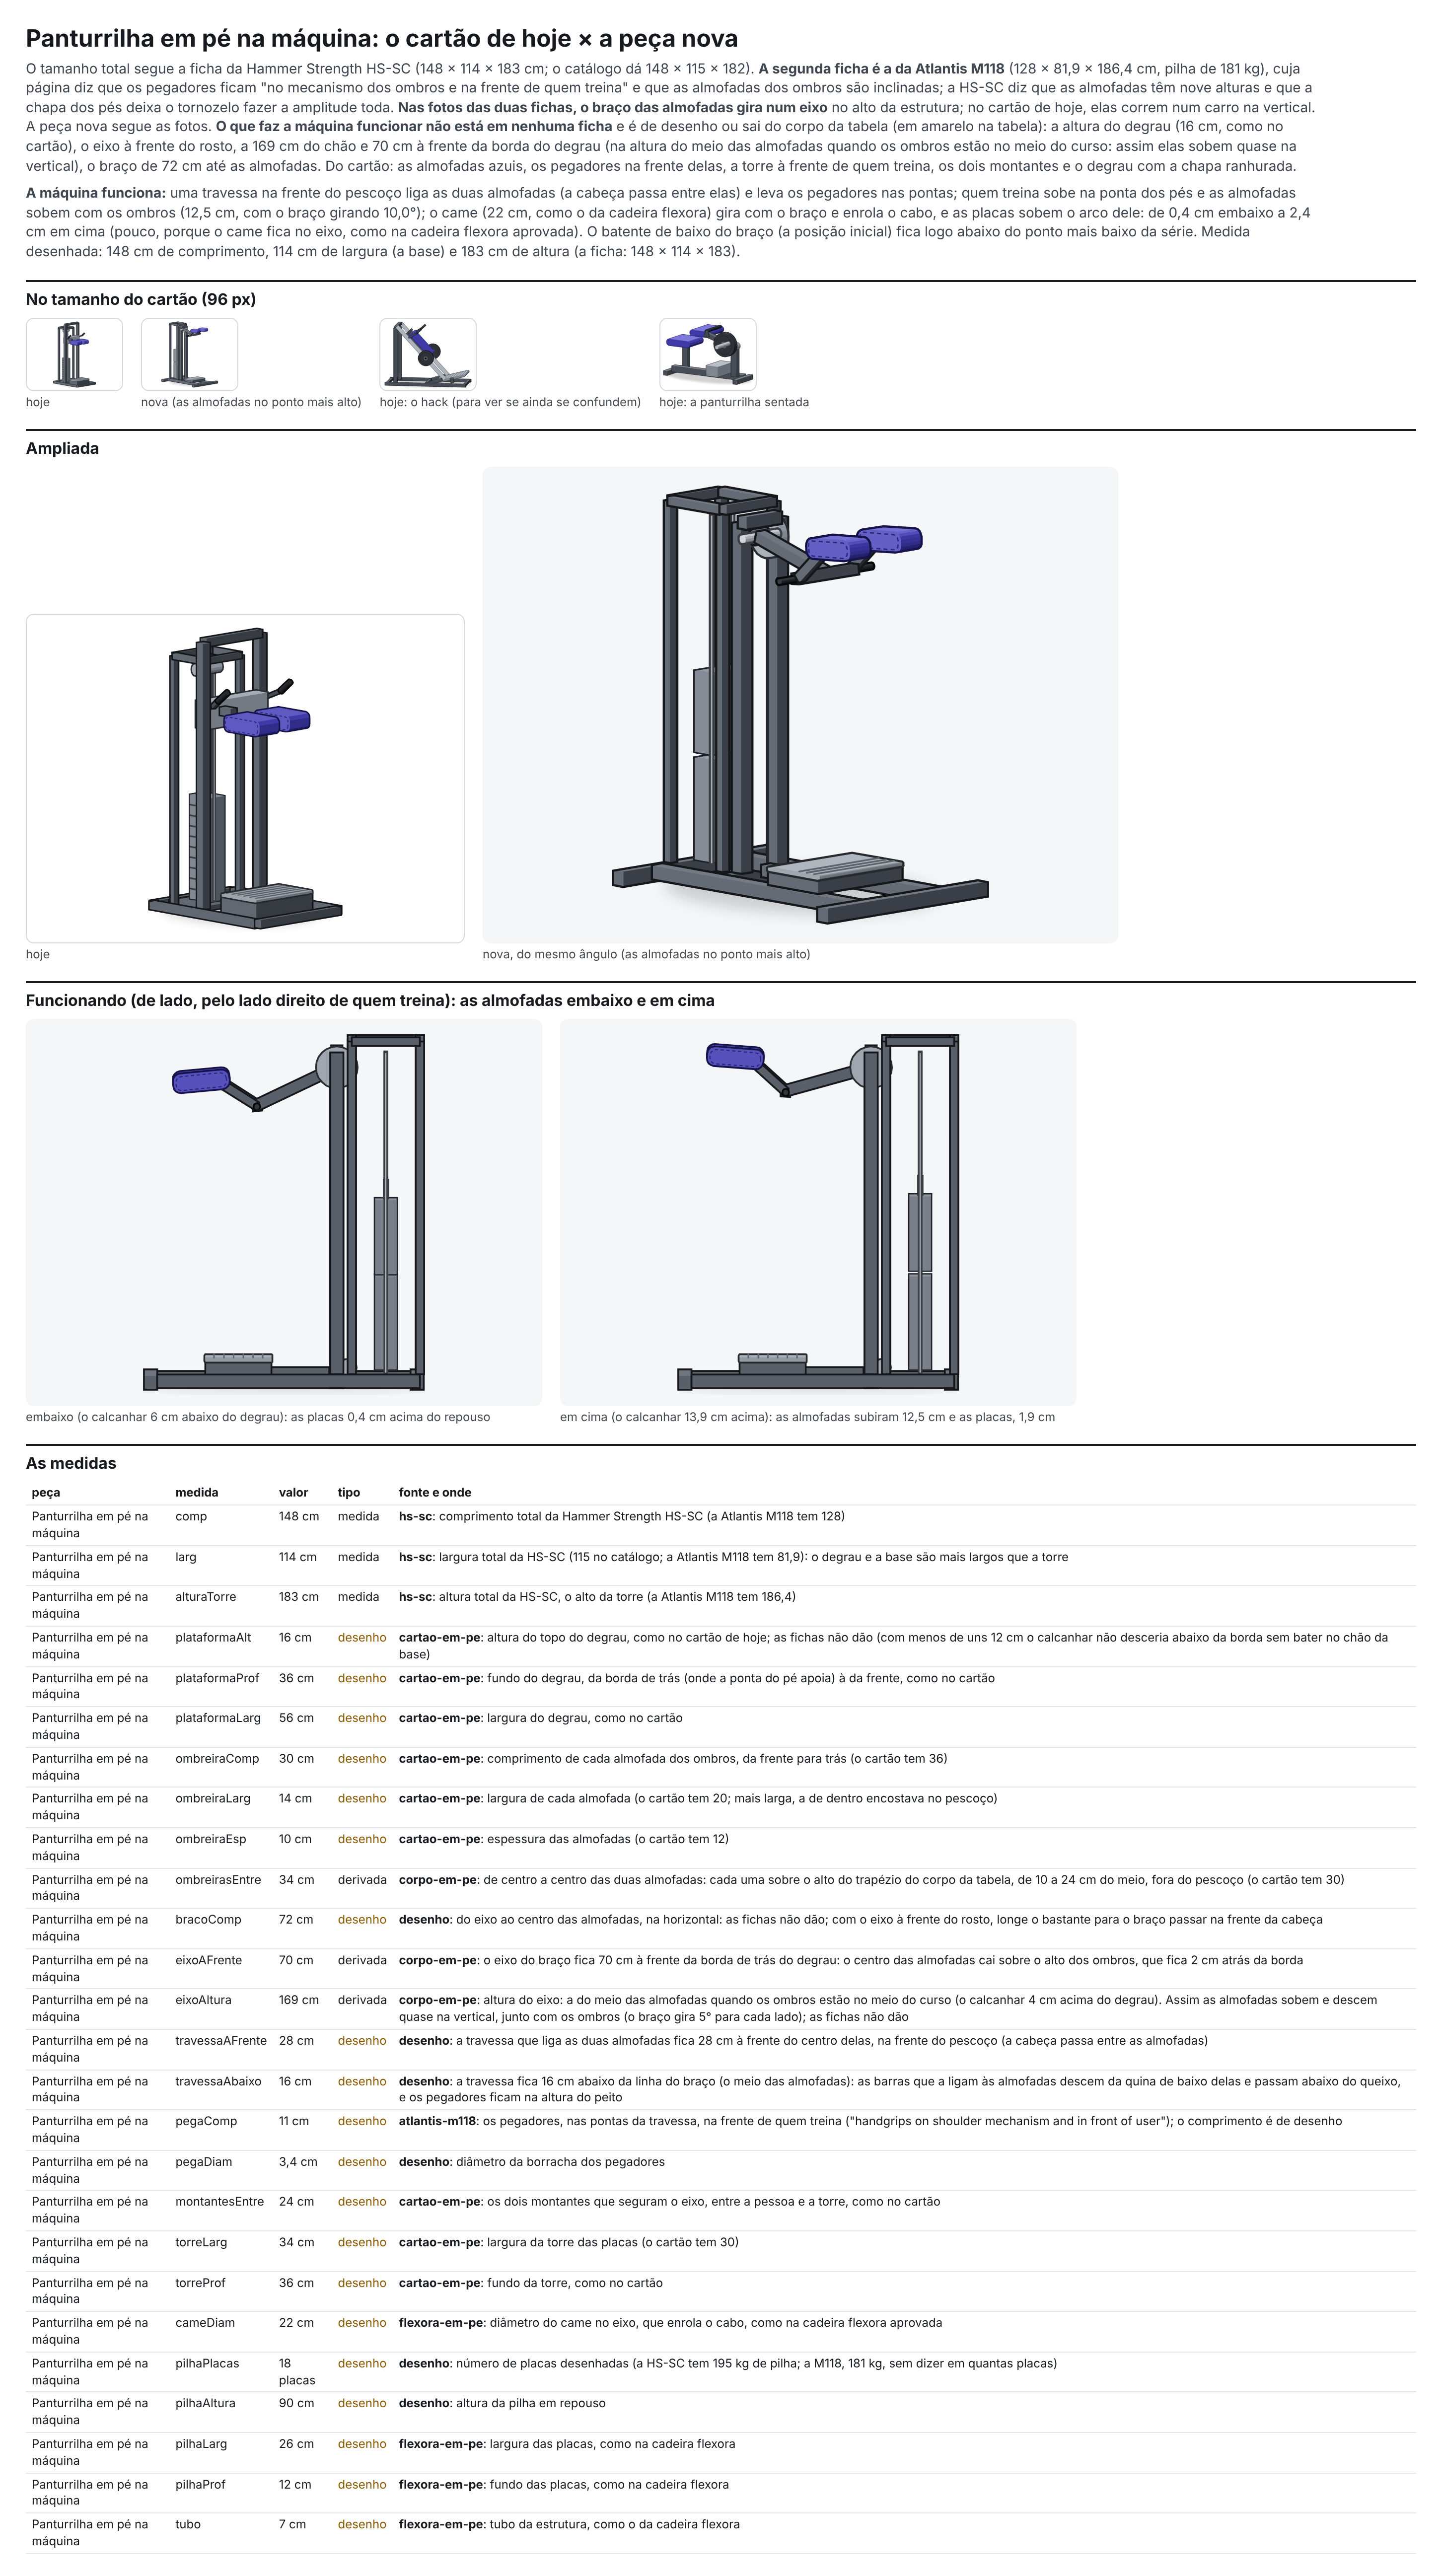 Panturrilha em pé na máquina: o cartão de hoje × a peça nova
O tamanho total segue a ficha da Hammer Strength HS-SC (148 × 114 × 183 cm; o catálogo dá 148 × 115 × 182). A segunda ficha é a da Atlantis M118 (128 × 81,9 × 186,4 cm, pilha de 181 kg), cuja
página diz que os pegadores ficam "no mecanismo dos ombros e na frente de quem treina" e que as almofadas dos ombros são inclinadas; a HS-SC diz que as almofadas têm nove alturas e que a
chapa dos pés deixa o tornozelo fazer a amplitude toda. Nas fotos das duas fichas, o braço das almofadas gira num eixo no alto da estrutura; no cartão de hoje, elas correm num carro na vertical.
A peça nova segue as fotos. O que faz a máquina funcionar não está em nenhuma ficha e é de desenho ou sai do corpo da tabela (em amarelo na tabela): a altura do degrau (16 cm, como no
cartão), o eixo à frente do rosto, a 169 cm do chão e 70 cm à frente da borda do degrau (na altura do meio das almofadas quando os ombros estão no meio do curso: assim elas sobem quase na
vertical), o braço de 72 cm até as almofadas. Do cartão: as almofadas azuis, os pegadores na frente delas, a torre à frente de quem treina, os dois montantes e o degrau com a chapa ranhurada.
A máquina funciona: uma travessa na frente do pescoço liga as duas almofadas (a cabeça passa entre elas) e leva os pegadores nas pontas; quem treina sobe na ponta dos pés e as almofadas
sobem com os ombros (12,5 cm, com o braço girando 10,0°); o came (22 cm, como o da cadeira flexora) gira com o braço e enrola o cabo, e as placas sobem o arco dele: de 0,4 cm embaixo a 2,4
cm em cima (pouco, porque o came fica no eixo, como na cadeira flexora aprovada). O batente de baixo do braço (a posição inicial) fica logo abaixo do ponto mais baixo da série. Medida
desenhada: 148 cm de comprimento, 114 cm de largura (a base) e 183 cm de altura (a ficha: 148 × 114 × 183).
No tamanho do cartão (96 px)
hoje
nova (as almofadas no ponto mais alto)
hoje: o hack (para ver se ainda se confundem)
hoje: a panturrilha sentada
Ampliada
hoje
nova, do mesmo ângulo (as almofadas no ponto mais alto)
Funcionando (de lado, pelo lado direito de quem treina): as almofadas embaixo e em cima
embaixo (o calcanhar 6 cm abaixo do degrau): as placas 0,4 cm acima do repouso
em cima (o calcanhar 13,9 cm acima): as almofadas subiram 12,5 cm e as placas, 1,9 cm
As medidas
peça medida valor tipo fonte e onde
Panturrilha em pé na máquina comp 148 cm medida hs-sc: comprimento total da Hammer Strength HS-SC (a Atlantis M118 tem 128)
Panturrilha em pé na máquina larg 114 cm medida hs-sc: largura total da HS-SC (115 no catálogo; a Atlantis M118 tem 81,9): o degrau e a base são mais largos que a torre
Panturrilha em pé na máquina alturaTorre 183 cm medida hs-sc: altura total da HS-SC, o alto da torre (a Atlantis M118 tem 186,4)
Panturrilha em pé na máquina plataformaAlt 16 cm desenho cartao-em-pe: altura do topo do degrau, como no cartão de hoje; as fichas não dão (com menos de uns 12 cm o calcanhar não desceria abaixo da borda sem bater no chão da base)
Panturrilha em pé na máquina plataformaProf 36 cm desenho cartao-em-pe: fundo do degrau, da borda de trás (onde a ponta do pé apoia) à da frente, como no cartão
Panturrilha em pé na máquina plataformaLarg 56 cm desenho cartao-em-pe: largura do degrau, como no cartão
Panturrilha em pé na máquina ombreiraComp 30 cm desenho cartao-em-pe: comprimento de cada almofada dos ombros, da frente para trás (o cartão tem 36)
Panturrilha em pé na máquina ombreiraLarg 14 cm desenho cartao-em-pe: largura de cada almofada (o cartão tem 20; mais larga, a de dentro encostava no pescoço)
Panturrilha em pé na máquina ombreiraEsp 10 cm desenho cartao-em-pe: espessura das almofadas (o cartão tem 12)
Panturrilha em pé na máquina ombreirasEntre 34 cm derivada corpo-em-pe: de centro a centro das duas almofadas: cada uma sobre o alto do trapézio do corpo da tabela, de 10 a 24 cm do meio, fora do pescoço (o cartão tem 30)
Panturrilha em pé na máquina bracoComp 72 cm desenho desenho: do eixo ao centro das almofadas, na horizontal: as fichas não dão; com o eixo à frente do rosto, longe o bastante para o braço passar na frente da cabeça
Panturrilha em pé na máquina eixoAFrente 70 cm derivada corpo-em-pe: o eixo do braço fica 70 cm à frente da borda de trás do degrau: o centro das almofadas cai sobre o alto dos ombros, que fica 2 cm atrás da borda
Panturrilha em pé na máquina eixoAltura 169 cm derivada corpo-em-pe: altura do eixo: a do meio das almofadas quando os ombros estão no meio do curso (o calcanhar 4 cm acima do degrau). Assim as almofadas sobem e descem quase na vertical, junto com os ombros (o braço gira 5° para cada lado); as fichas não dão
Panturrilha em pé na máquina travessaAFrente 28 cm desenho desenho: a travessa que liga as duas almofadas fica 28 cm à frente do centro delas, na frente do pescoço (a cabeça passa entre as almofadas)
Panturrilha em pé na máquina travessaAbaixo 16 cm desenho desenho: a travessa fica 16 cm abaixo da linha do braço (o meio das almofadas): as barras que a ligam às almofadas descem da quina de baixo delas e passam abaixo do queixo, e os pegadores ficam na altura do peito
Panturrilha em pé na máquina pegaComp 11 cm desenho atlantis-m118: os pegadores, nas pontas da travessa, na frente de quem treina ("handgrips on shoulder mechanism and in front of user"); o comprimento é de desenho
Panturrilha em pé na máquina pegaDiam 3,4 cm desenho desenho: diâmetro da borracha dos pegadores
Panturrilha em pé na máquina montantesEntre 24 cm desenho cartao-em-pe: os dois montantes que seguram o eixo, entre a pessoa e a torre, como no cartão
Panturrilha em pé na máquina torreLarg 34 cm desenho cartao-em-pe: largura da torre das placas (o cartão tem 30)
Panturrilha em pé na máquina torreProf 36 cm desenho cartao-em-pe: fundo da torre, como no cartão
Panturrilha em pé na máquina cameDiam 22 cm desenho flexora-em-pe: diâmetro do came no eixo, que enrola o cabo, como na cadeira flexora aprovada
Panturrilha em pé na máquina pilhaPlacas 18 placas desenho desenho: número de placas desenhadas (a HS-SC tem 195 kg de pilha; a M118, 181 kg, sem dizer em quantas placas)
Panturrilha em pé na máquina pilhaAltura 90 cm desenho desenho: altura da pilha em repouso
Panturrilha em pé na máquina pilhaLarg 26 cm desenho flexora-em-pe: largura das placas, como na cadeira flexora
Panturrilha em pé na máquina pilhaProf 12 cm desenho flexora-em-pe: fundo das placas, como na cadeira flexora
Panturrilha em pé na máquina tubo 7 cm desenho flexora-em-pe: tubo da estrutura, como o da cadeira flexora